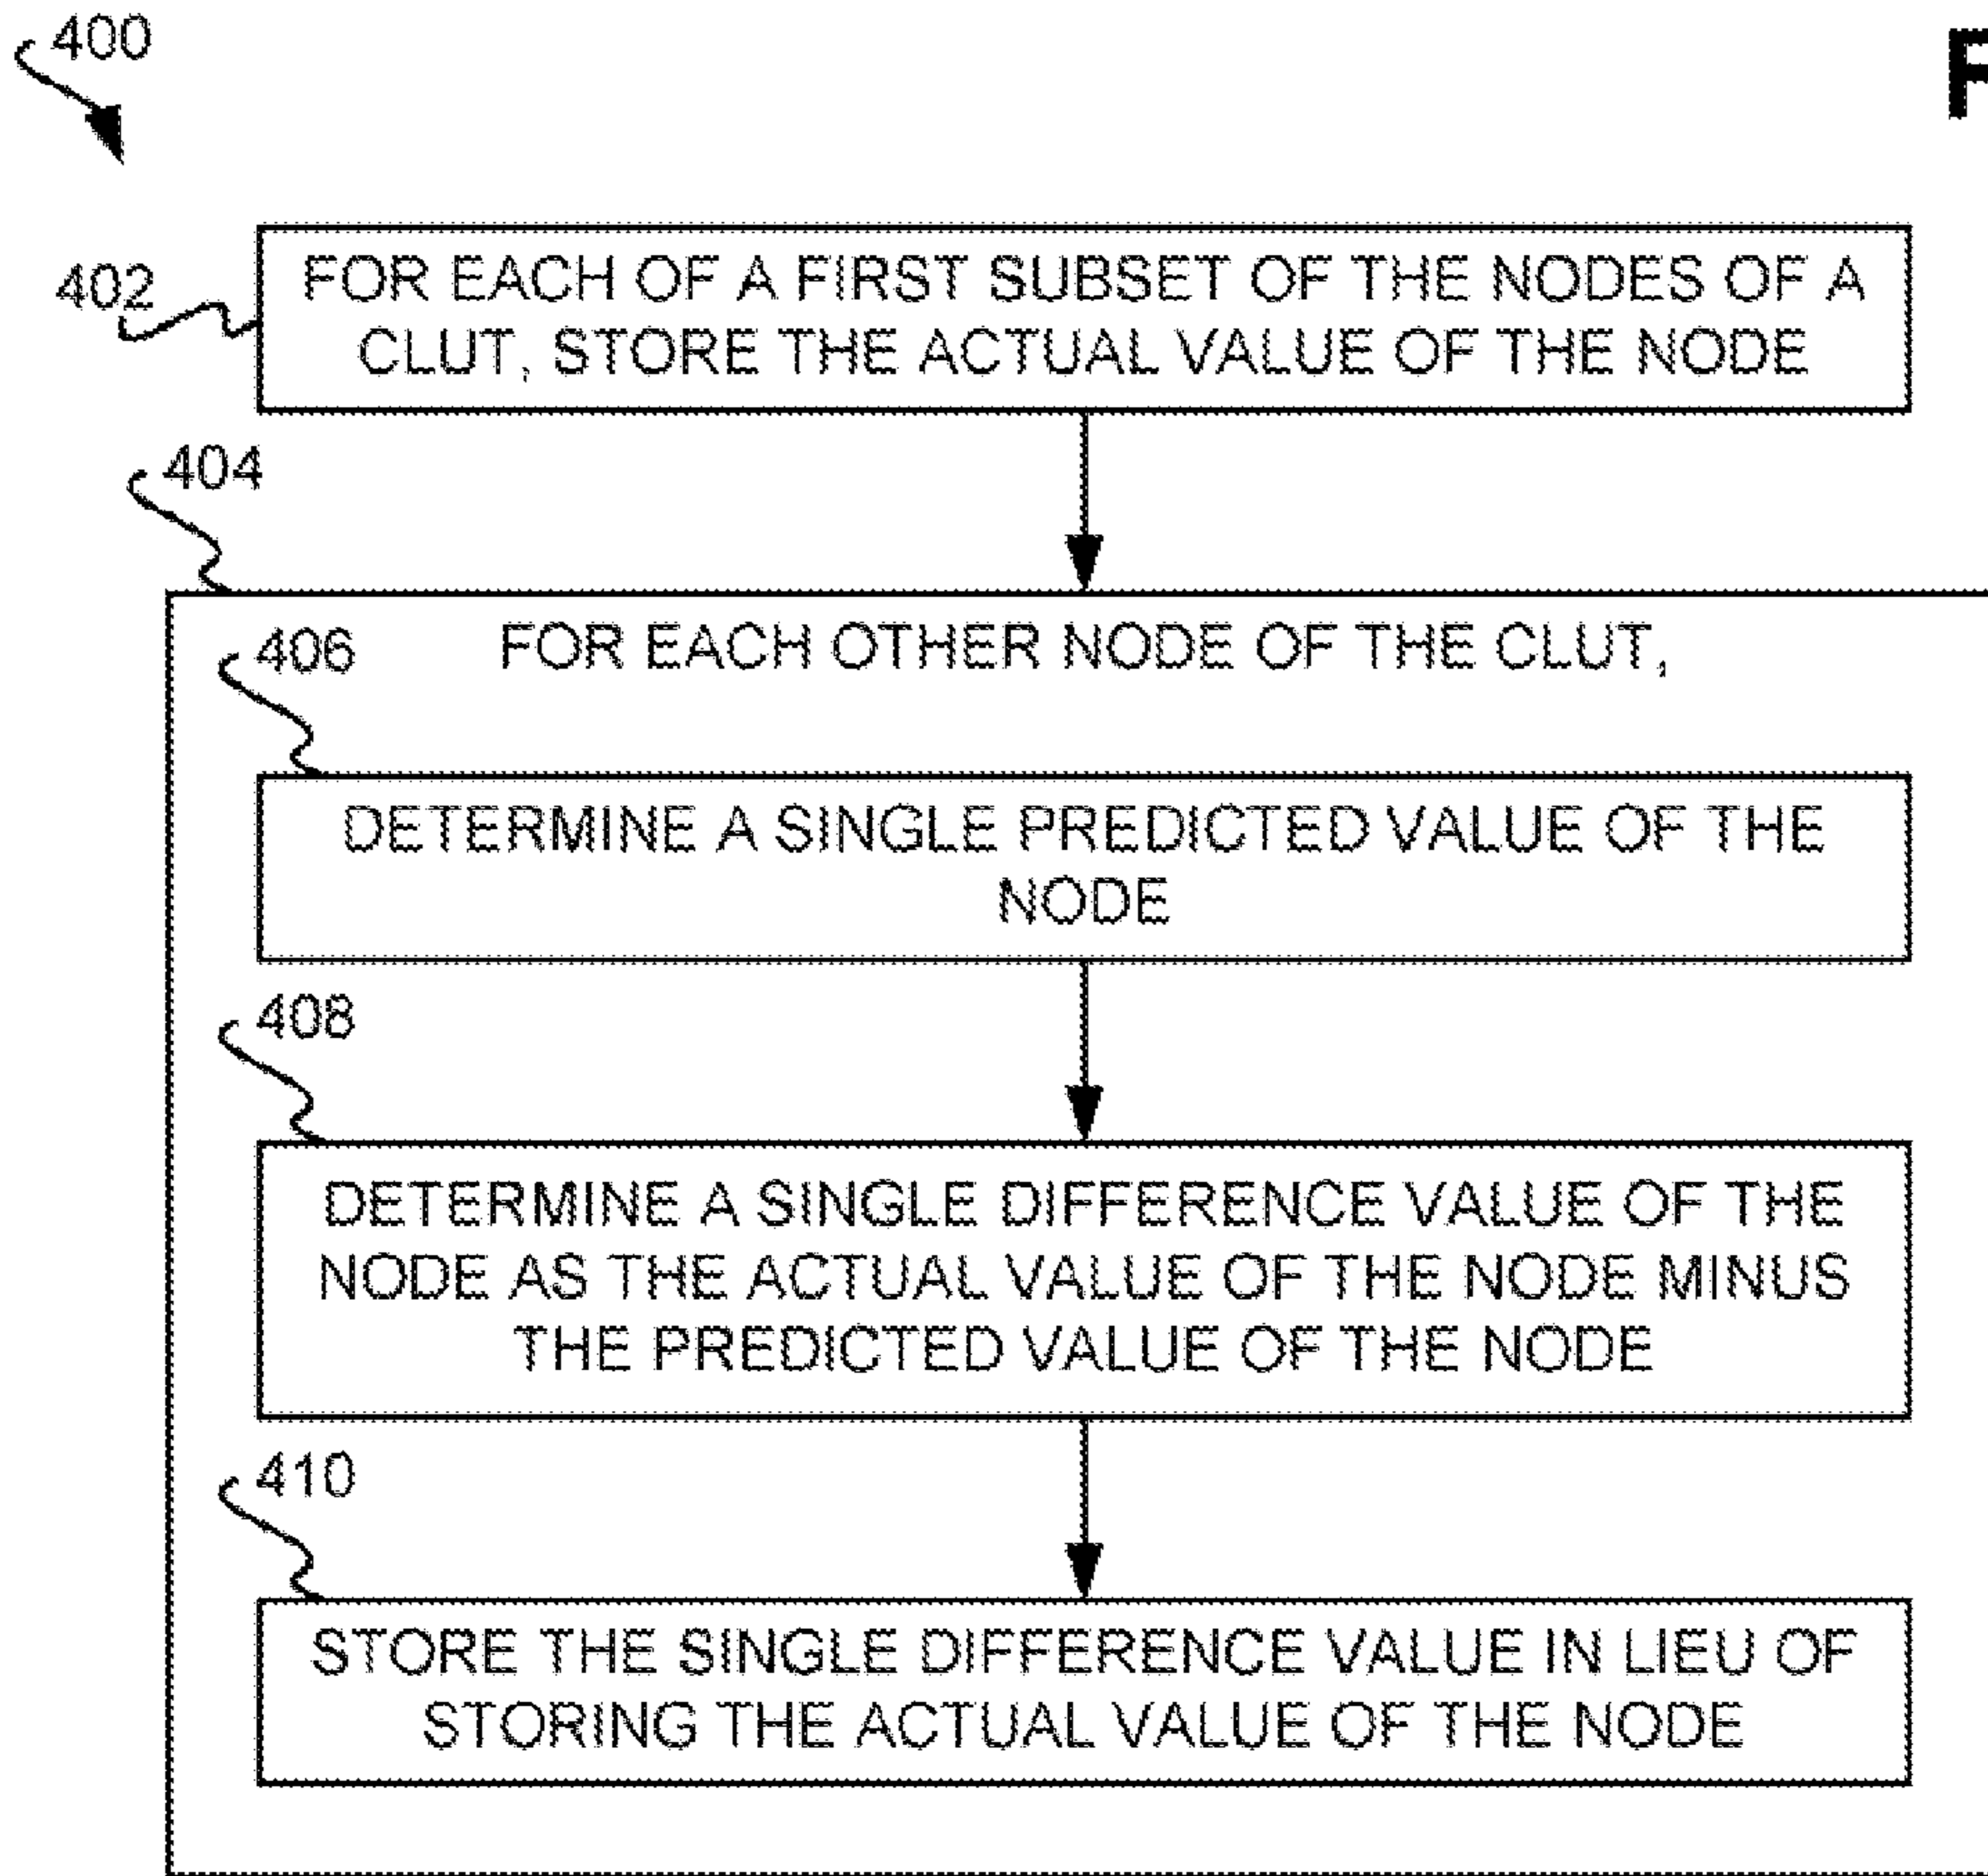 400
F
402
FOR EACH OF A FIRST SUBSET OF THE NODES OF A
CLUT, STORE THE ACTUAL VALUE OF THE NODE
404
406
FOR EACH OTHER NODE OF THE CLUT,
DETERMINE A SINGLE PREDICTED VALUE OF THE
NODE
408
DETERMINE A SINGLE DIFFERENCE VALUE OF THE
NODE AS THE ACTUAL VALUE OF THE NODE MINUS
THE PREDICTED VALUE OF THE NODE
410
STORE THE SINGLE DIFFERENCE VALUE IN LIEU OF
STORING THE ACTUAL VALUE OF THE NODE